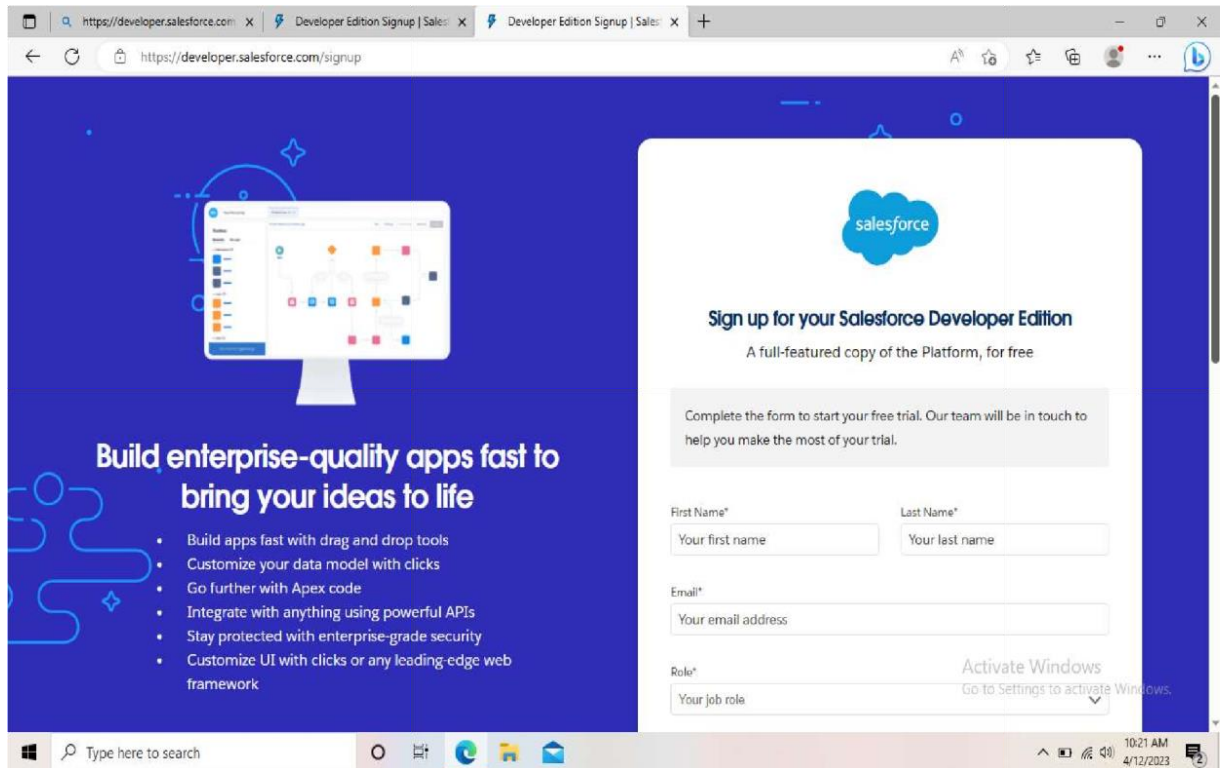 https://developer.salesforce.com
Developer Edition Signup | Sales
Developer Edition Signup | Sales
https://developer.salesforce.com/signup
salesforce
Sign up for your Salesforce Developer Edition
A full-featured copy of the Platform, for free
Complete the form to start your free trial. Our team will be in touch to
help you make the most of your trial.
Build enterprise-quality apps fast to
bring your ideas to life
• Build apps fast with drag and drop tools
• Customize your data model with clicks
• Go further with Apex code
• Integrate with anything using powerful APIs
• Stay protected with enterprise-grade security
• Customize UI with clicks or any leading-edge web
framework
First Name* Last Name*
Your first name Your last name
Email*
Your email address
Role*
Your job role
Activate Windows
Go to Settings to activate Windows.
Type here to search
10:21 AM
4/12/2023
2